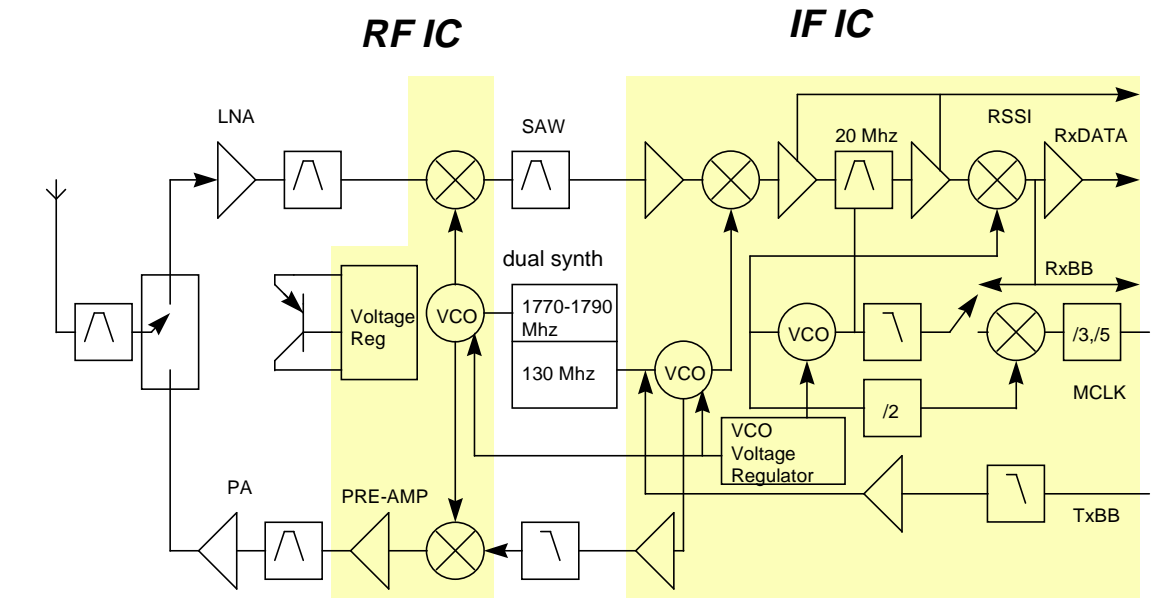 RF IC
IF IC
LNA
SAW
20 Mhz
RSSI
RxDATA
dual synth
RxBB
Voltage
Reg
VCO
1770-1790
Mhz
130 Mhz
VCO
VCO
/3,/5
MCLK
/2
VCO
Voltage
Regulator
PA
PRE-AMP
TxBB